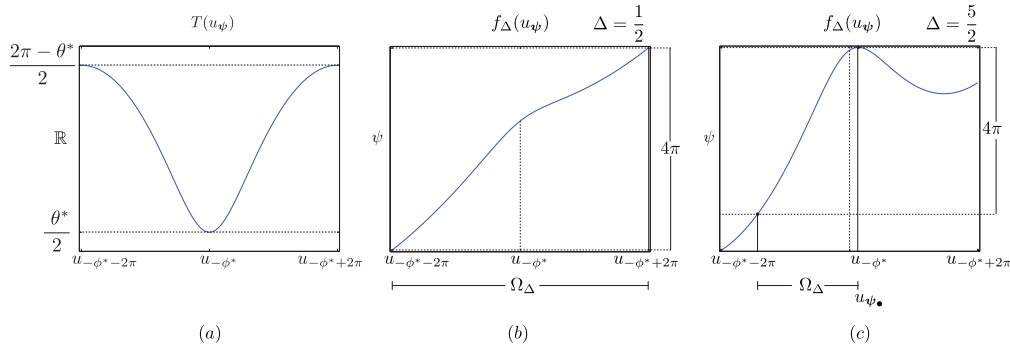 T(u_ψ)
(2π − θ*)/2
ℝ
θ*/2
u_{−φ*−2π} u_{−φ*} u_{−φ*+2π}
(a)
f_Δ(u_ψ) Δ = 1/2
ψ
4π
u_{−φ*−2π} u_{−φ*} u_{−φ*+2π}
Ω_Δ
(b)
f_Δ(u_ψ) Δ = 5/2
ψ
4π
u_{−φ*−2π} u_{−φ*} u_{−φ*+2π}
Ω_Δ
u_{ψ•}
(c)